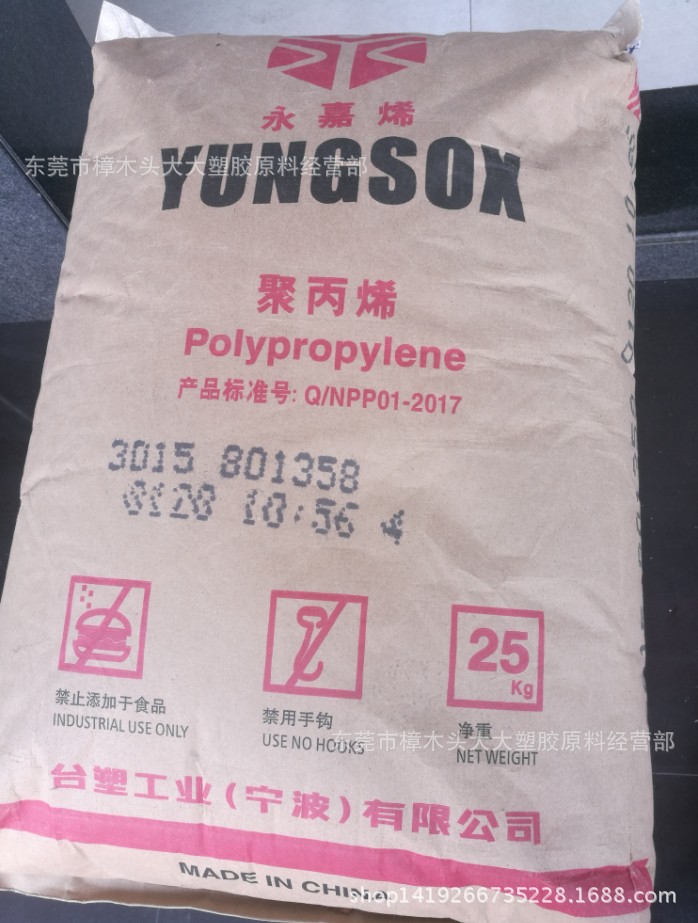 永嘉烯
东莞市樟木头大大塑胶原料经营部
YUNGSOX
聚丙烯
Polypropylene
产品标准号: Q/NPP01-2017
3015 801358
0120 10:56 4
25
Kg
禁止添加于食品
INDUSTRIAL USE ONLY
禁用手钩
USE NO HOOKS
净重
NET WEIGHT
东莞市樟木头大大塑胶原料经营部
台塑工业(宁波)有限公司
MADE IN CHINA
shop1419266735228.1688.com